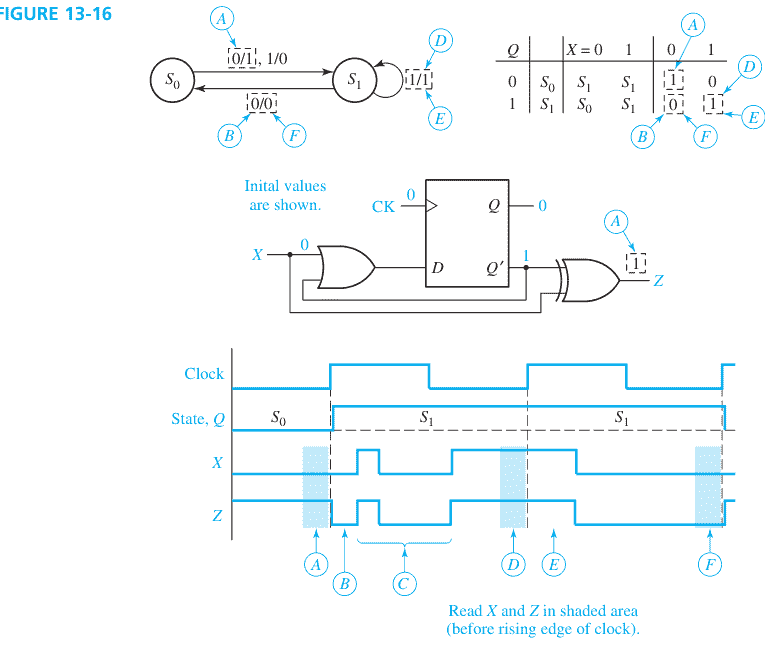 FIGURE 13-16
A
0/1, 1/0
S0
S1
1/1
D
E
0/0
B
F
Q X = 0 1 0 1
0 S0 S1 S1 1 0
1 S1 S0 S1 0 1
A
D
E
B
F
Inital values
are shown.
CK 0 Q 0
X 0 D Q' 1
A
1
Z
Clock
State, Q S0 S1 S1
X
Z
A
B
C
D
E
F
Read X and Z in shaded area
(before rising edge of clock).